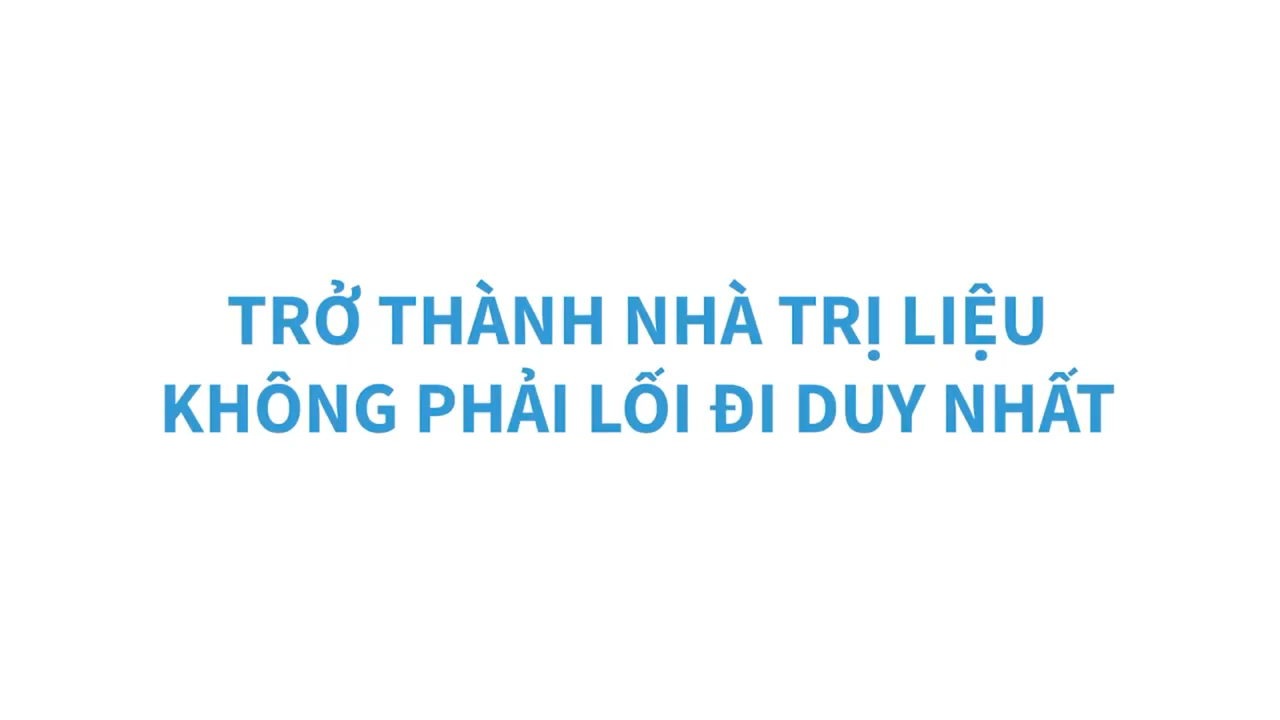 TRỞ THÀNH NHÀ TRỊ LIỆU
KHÔNG PHẢI LỐI ĐI DUY NHẤT